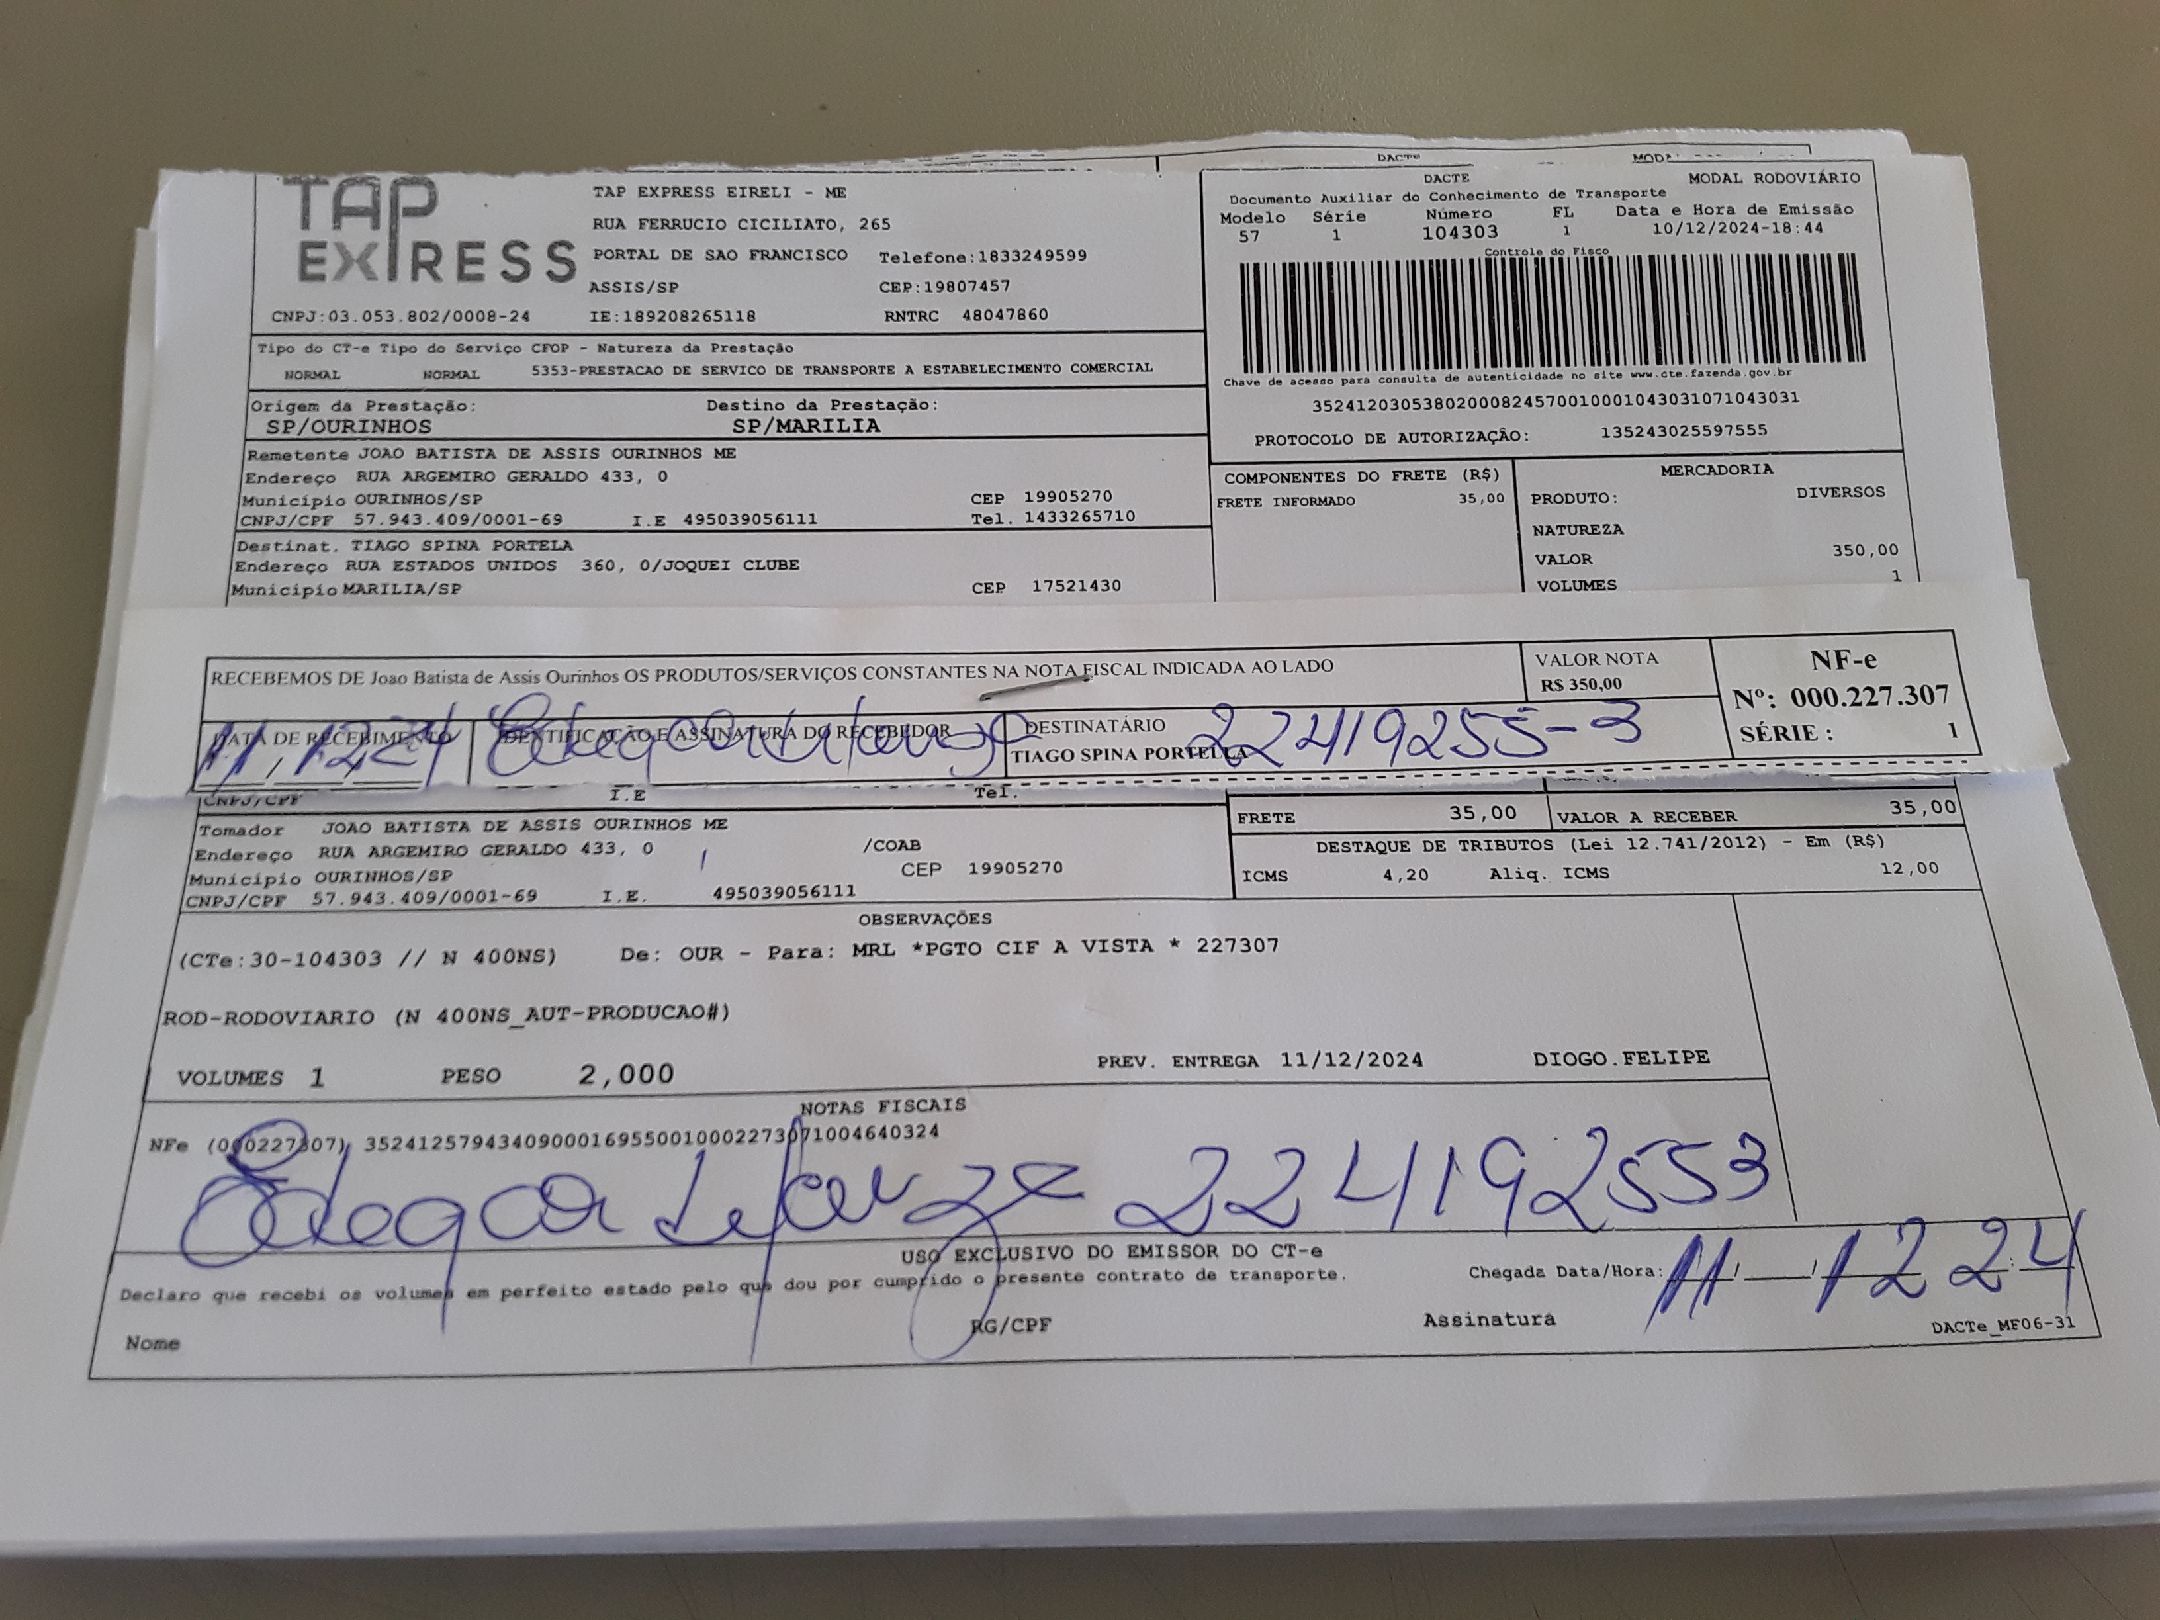 DACTE
TAP EXPRESS
TAP EXPRESS EIRELI - ME
RUA FERRUCIO CICILIATO, 265
PORTAL DE SAO FRANCISCO Telefone:1833249599
ASSIS/SP CEP:19807457
CNPJ:03.053.802/0008-24 IE:189208265118 RNTRC 48047860
DACTE MODAL RODOVIÁRIO
Documento Auxiliar do Conhecimento de Transporte
Modelo Série Número FL Data e Hora de Emissão
57 1 104303 1 10/12/2024-18:44
Controle do Fisco
Chave de acesso para consulta de autenticidade no site www.cte.fazenda.gov.br
35241203053802000824570010001043031071043031
PROTOCOLO DE AUTORIZAÇÃO: 135243025597555
Tipo do CT-e Tipo do Serviço CFOP - Natureza da Prestação
NORMAL NORMAL 5353-PRESTACAO DE SERVICO DE TRANSPORTE A ESTABELECIMENTO COMERCIAL
Origem da Prestação: Destino da Prestação:
SP/OURINHOS SP/MARILIA
Remetente JOAO BATISTA DE ASSIS OURINHOS ME
Endereço RUA ARGEMIRO GERALDO 433, 0
Município OURINHOS/SP CEP 19905270
CNPJ/CPF 57.943.409/0001-69 I.E 495039056111 Tel. 1433265710
Destinat. TIAGO SPINA PORTELA
Endereço RUA ESTADOS UNIDOS 360, 0/JOQUEI CLUBE
Município MARILIA/SP CEP 17521430
COMPONENTES DO FRETE (R$)
FRETE INFORMADO 35,00
MERCADORIA
PRODUTO: DIVERSOS
NATUREZA
VALOR 350,00
VOLUMES 1
RECEBEMOS DE Joao Batista de Assis Ourinhos OS PRODUTOS/SERVIÇOS CONSTANTES NA NOTA FISCAL INDICADA AO LADO
VALOR NOTA
R$ 350,00
NF-e
Nº: 000.227.307
SÉRIE : 1
DATA DE RECEBIMENTO IDENTIFICAÇÃO E ASSINATURA DO RECEBEDOR DESTINATÁRIO
11, 12 24 22419255-3
TIAGO SPINA PORTELLA
CNPJ/CPF I.E Tel.
Tomador JOAO BATISTA DE ASSIS OURINHOS ME
Endereço RUA ARGEMIRO GERALDO 433, 0 /COAB
Município OURINHOS/SP CEP 19905270
CNPJ/CPF 57.943.409/0001-69 I.E. 495039056111
FRETE 35,00 VALOR A RECEBER 35,00
DESTAQUE DE TRIBUTOS (Lei 12.741/2012) - Em (R$)
ICMS 4,20 Aliq. ICMS 12,00
OBSERVAÇÕES
(CTe:30-104303 // N 400NS) De: OUR - Para: MRL *PGTO CIF A VISTA * 227307
ROD-RODOVIARIO (N 400NS_AUT-PRODUCAO#)
VOLUMES 1 PESO 2,000 PREV. ENTREGA 11/12/2024 DIOGO.FELIPE
NOTAS FISCAIS
NFe (000227307) 35241257943409000169550010002273071004640324
Edegar 224192553
USO EXCLUSIVO DO EMISSOR DO CT-e
Declaro que recebi os volumes em perfeito estado pelo que dou por cumprido o presente contrato de transporte.
Chegada Data/Hora: 11 12 24
Nome RG/CPF Assinatura
DACTe_MF06-31